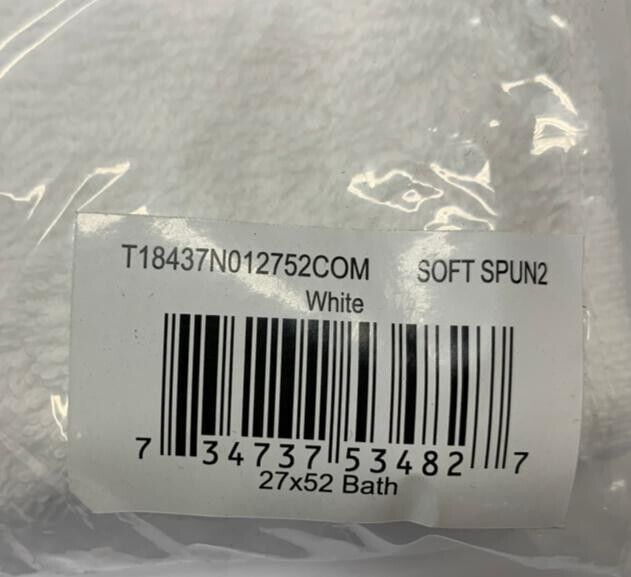 T18437N012752COM SOFT SPUN2
White
7 34737 53482 7
27x52 Bath